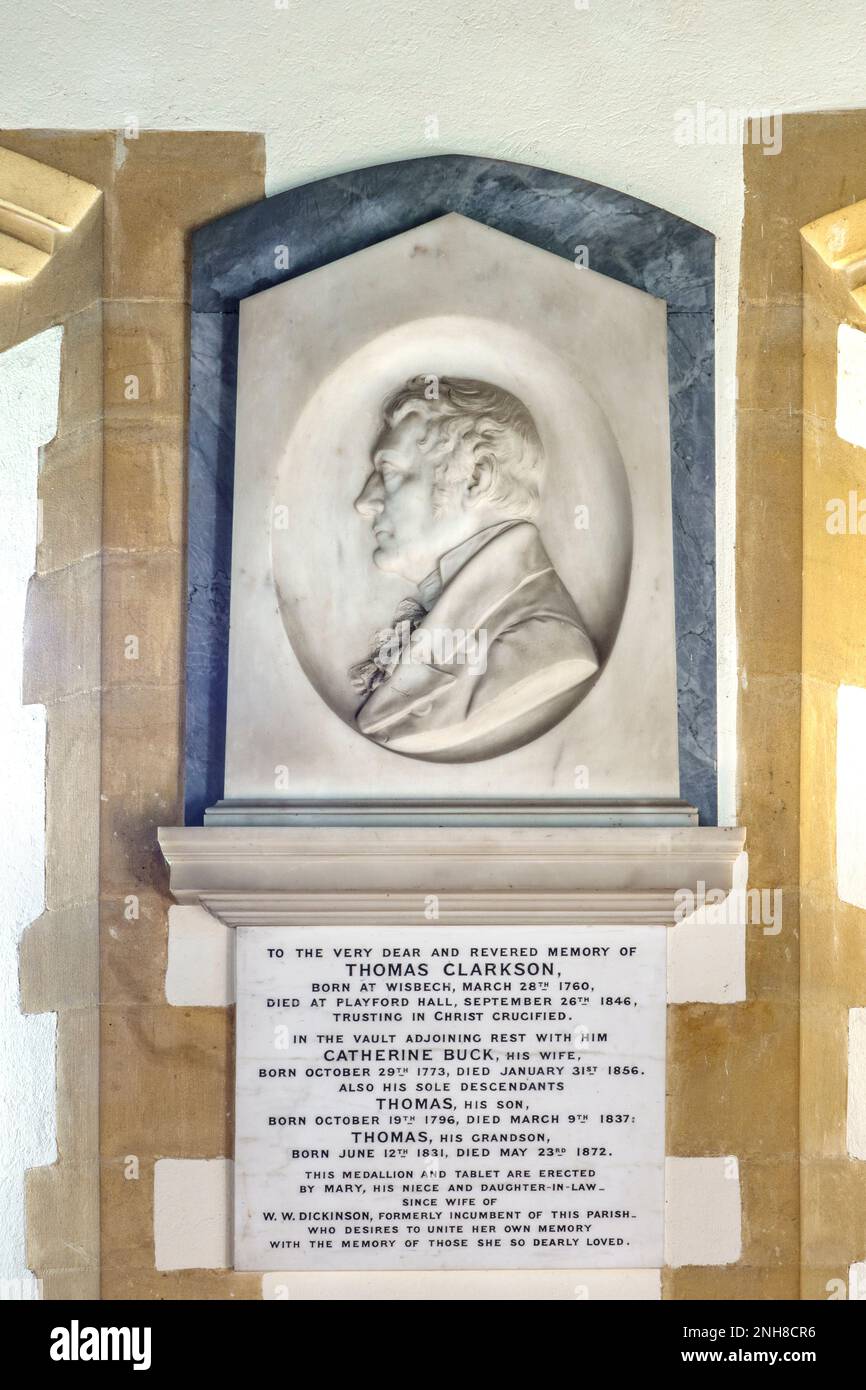 TO THE VERY DEAR AND REVERED MEMORY OF
THOMAS CLARKSON,
BORN AT WISBECH, MARCH 28TH 1760,
DIED AT PLAYFORD HALL, SEPTEMBER 26TH 1846,
TRUSTING IN CHRIST CRUCIFIED.
IN THE VAULT ADJOINING REST WITH HIM
CATHERINE BUCK, HIS WIFE,
BORN OCTOBER 29TH 1773, DIED JANUARY 31ST 1856.
ALSO HIS SOLE DESCENDANTS
THOMAS, HIS SON,
BORN OCTOBER 19TH 1796, DIED MARCH 9TH 1837:
THOMAS, HIS GRANDSON,
BORN JUNE 12TH 1831, DIED MAY 23RD 1872.
THIS MEDALLION AND TABLET ARE ERECTED
BY MARY, HIS NIECE AND DAUGHTER-IN-LAW_
SINCE WIFE OF
W. W. DICKINSON, FORMERLY INCUMBENT OF THIS PARISH_
WHO DESIRES TO UNITE HER OWN MEMORY
WITH THE MEMORY OF THOSE SHE SO DEARLY LOVED.
alamy
Image ID: 2NH8CR6
www.alamy.com